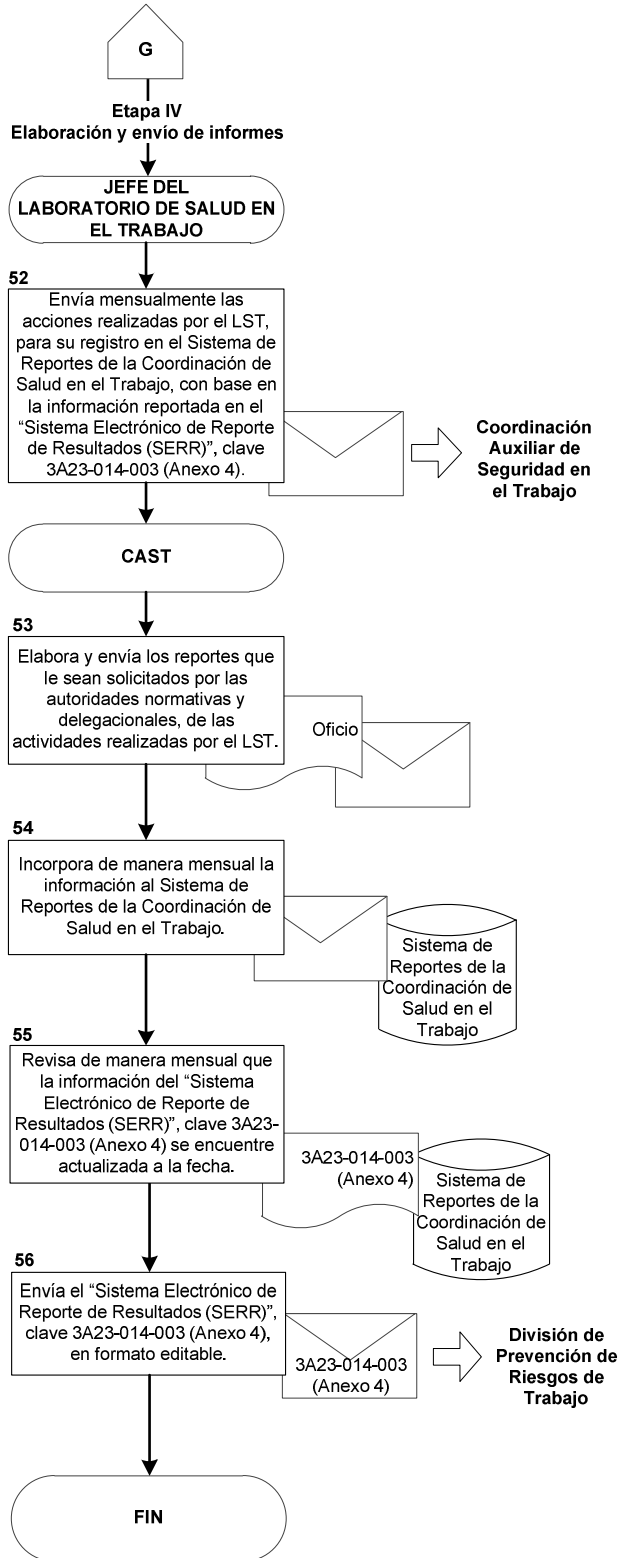 G
Etapa IV
Elaboración y envío de informes
JEFE DEL
LABORATORIO DE SALUD EN
EL TRABAJO
52
Envía mensualmente las
acciones realizadas por el LST,
para su registro en el Sistema de
Reportes de la Coordinación de
Salud en el Trabajo, con base en
la información reportada en el
“Sistema Electrónico de Reporte
de Resultados (SERR)”, clave
3A23-014-003 (Anexo 4).
Coordinación
Auxiliar de
Seguridad en
el Trabajo
CAST
53
Elabora y envía los reportes que
le sean solicitados por las
autoridades normativas y
delegacionales, de las
actividades realizadas por el LST.
Oficio
54
Incorpora de manera mensual la
información al Sistema de
Reportes de la Coordinación de
Salud en el Trabajo.
Sistema de
Reportes de la
Coordinación de
Salud en el
Trabajo
55
Revisa de manera mensual que
la información del “Sistema
Electrónico de Reporte de
Resultados (SERR)”, clave 3A23-
014-003 (Anexo 4) se encuentre
actualizada a la fecha.
3A23-014-003
(Anexo 4)
Sistema de
Reportes de la
Coordinación de
Salud en el
Trabajo
56
Envía el “Sistema Electrónico de
Reporte de Resultados (SERR)”,
clave 3A23-014-003 (Anexo 4),
en formato editable.
3A23-014-003
(Anexo 4)
División de
Prevención de
Riesgos de
Trabajo
FIN